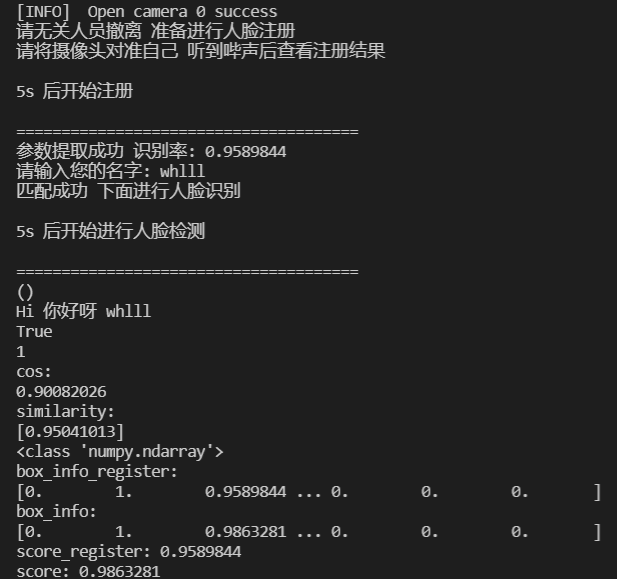 [INFO] Open camera 0 success
请无关人员撤离 准备进行人脸注册
请将摄像头对准自己 听到哔声后查看注册结果
5s 后开始注册
=====================================
参数提取成功 识别率: 0.9589844
请输入您的名字: whlll
匹配成功 下面进行人脸识别
5s 后开始进行人脸检测
=====================================
()
Hi 你好呀 whlll
True
1
cos:
0.90082026
similarity:
[0.95041013]
<class 'numpy.ndarray'>
box_info_register:
[0. 1. 0.9589844 ... 0. 0. 0. ]
box_info:
[0. 1. 0.9863281 ... 0. 0. 0. ]
score_register: 0.9589844
score: 0.9863281